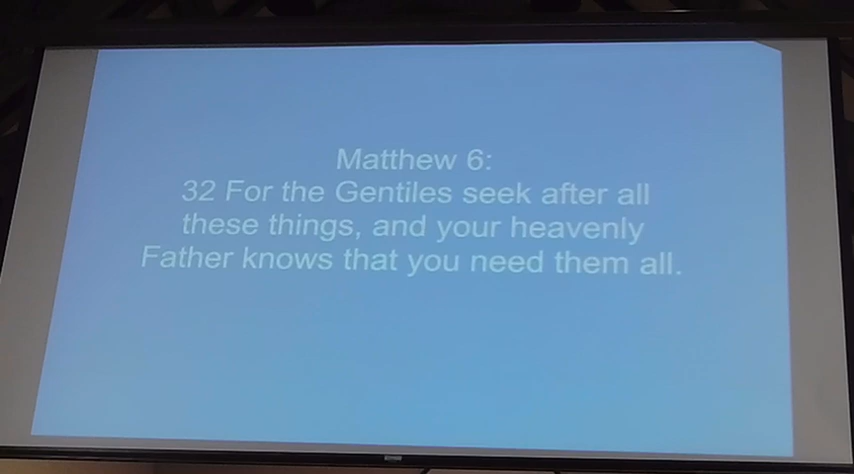 Matthew 6:
32 For the Gentiles seek after all
these things, and your heavenly
Father knows that you need them all.